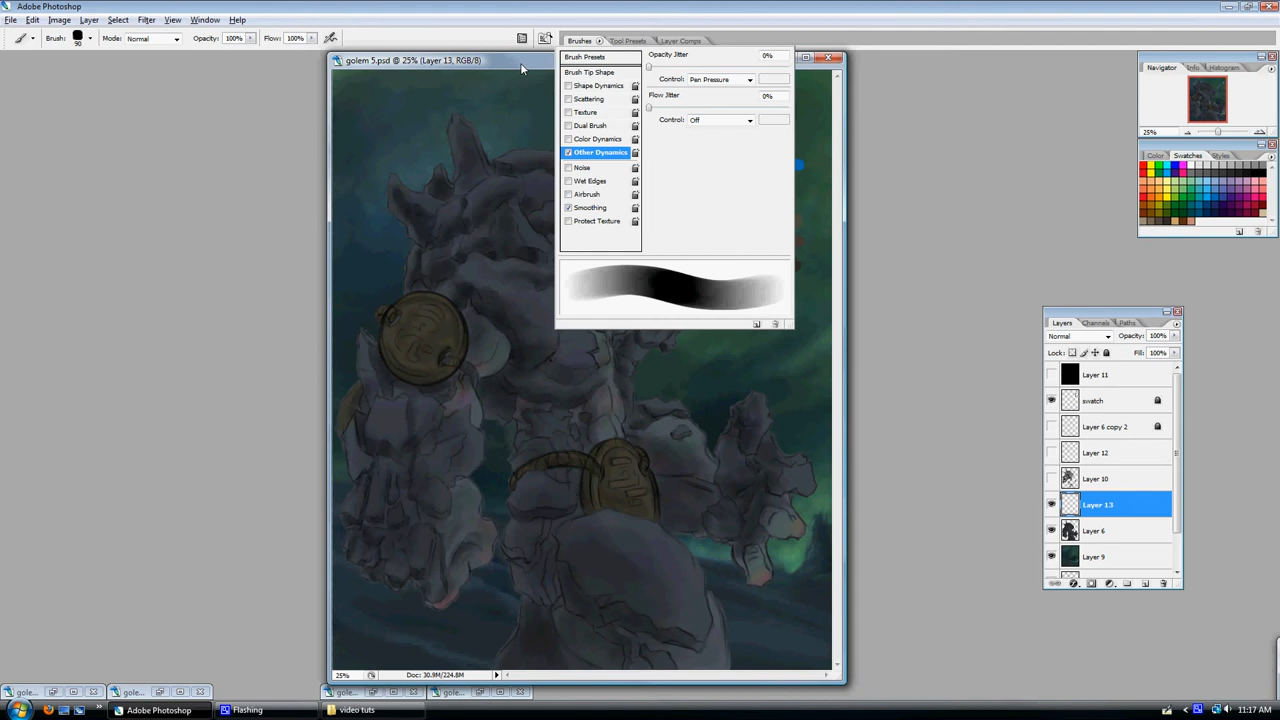 Adobe Photoshop
File Edit Image Layer Select Filter View Window Help
Brush: 90 Mode: Normal Opacity: 100% Flow: 100%
Brushes Tool Presets Layer Comps
golem 5.psd @ 25% (Layer 13, RGB/8)
Brush Presets
Brush Tip Shape
Shape Dynamics
Scattering
Texture
Dual Brush
Color Dynamics
Other Dynamics
Noise
Wet Edges
Airbrush
Smoothing
Protect Texture
Opacity Jitter 0%
Control: Pen Pressure
Flow Jitter 0%
Control: Off
Navigator Info Histogram
25%
Color Swatches Styles
Layers Channels Paths
Normal Opacity: 100%
Lock: Fill: 100%
Layer 11
swatch
Layer 6 copy 2
Layer 12
Layer 10
Layer 13
Layer 6
Layer 9
25% Doc: 30.9M/224.8M
gole... gole... gole... gole...
Adobe Photoshop Flashing video tuts 11:17 AM